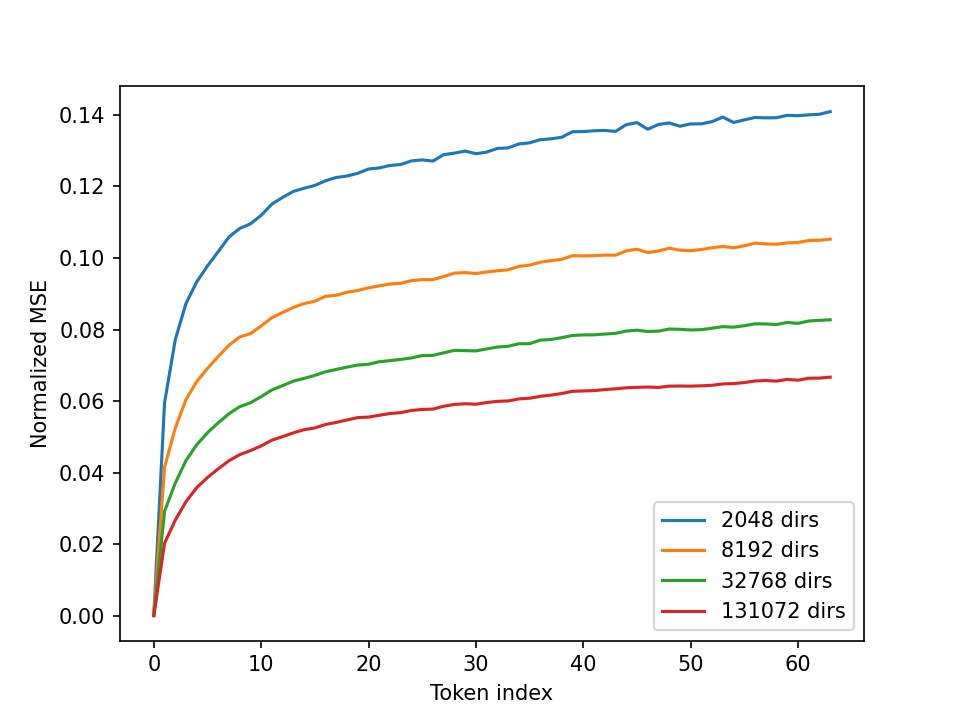 0.14
0.12
0.10
0.08
0.06
0.04
0.02
0.00
Normalized MSE
0 10 20 30 40 50 60
Token index
2048 dirs
8192 dirs
32768 dirs
131072 dirs